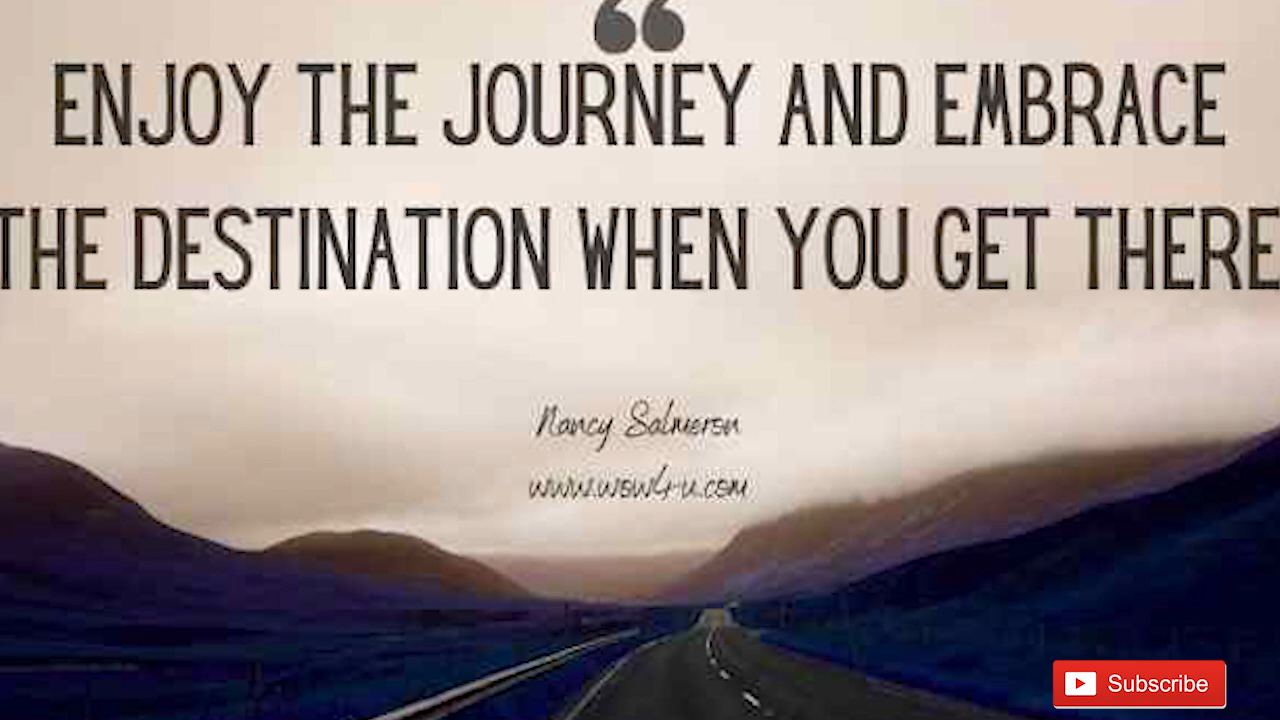 ❝
ENJOY THE JOURNEY AND EMBRACE
THE DESTINATION WHEN YOU GET THERE
Nancy Salmeron
www.wow4u.com
Subscribe